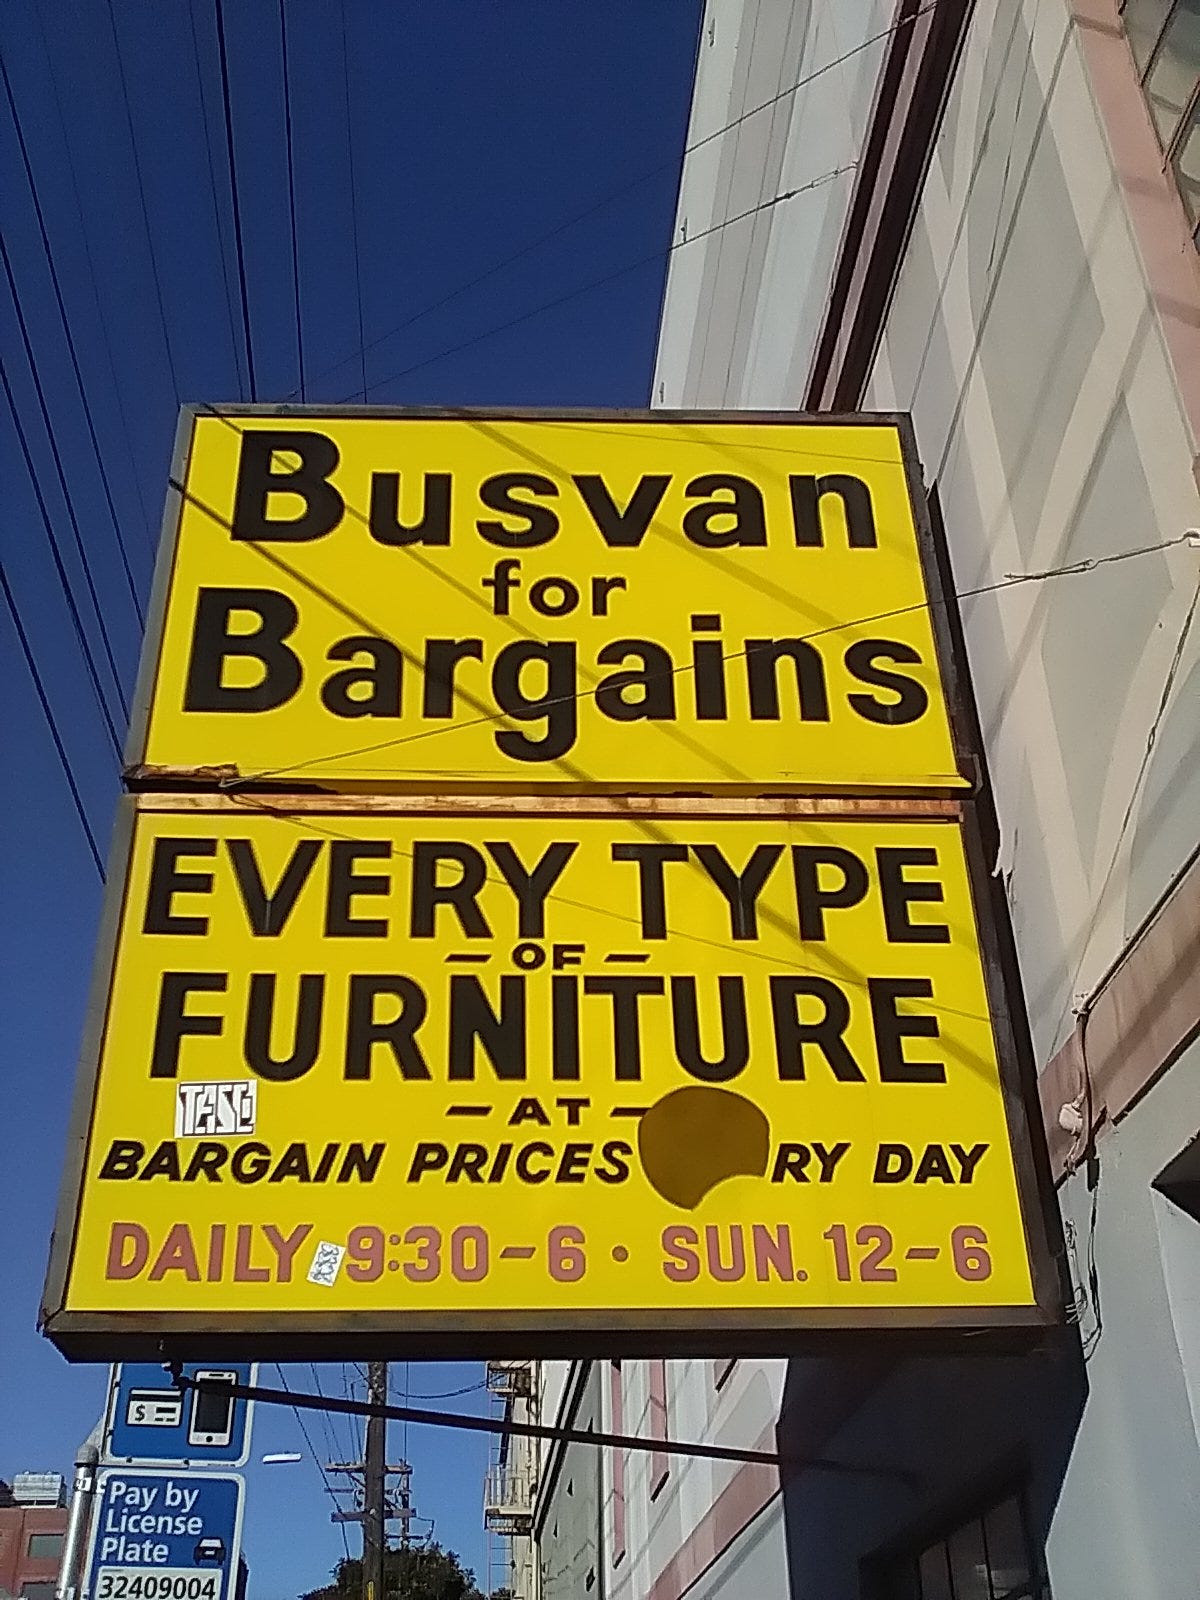 Busvan
for
Bargains
EVERY TYPE
- OF -
FURNITURE
- AT -
BARGAIN PRICES RY DAY
DAILY 9:30-6 • SUN. 12-6
$
Pay by
License
Plate
32409004